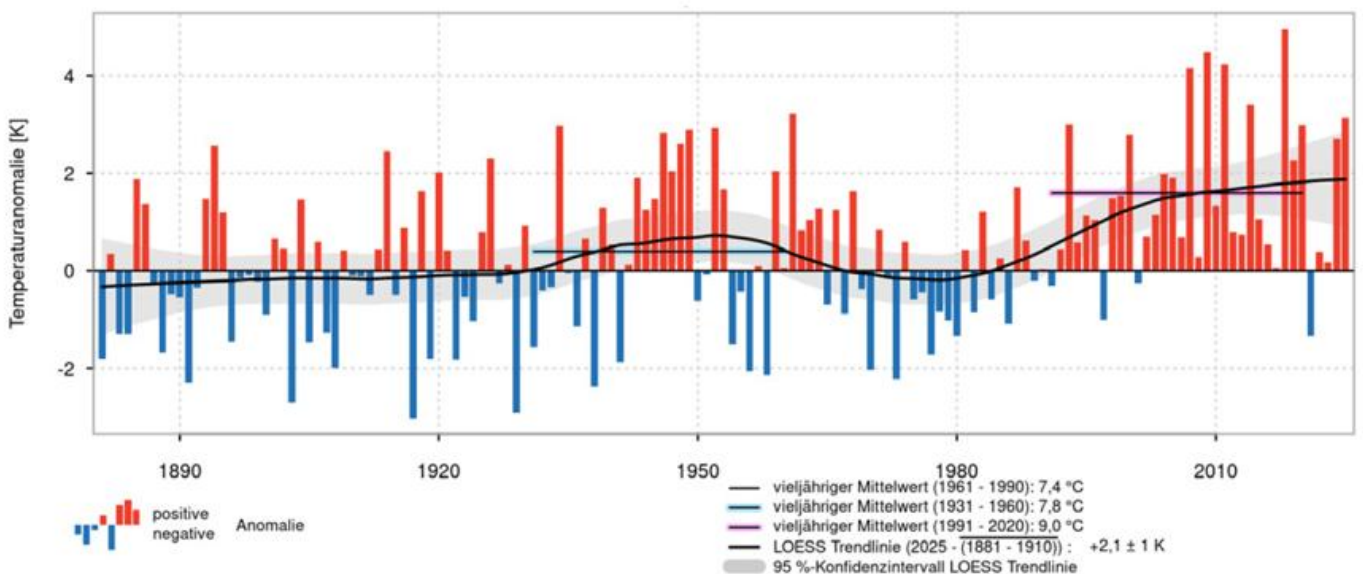 Temperaturanomalie [K]
4
2
0
-2
1890
1920
1950
1980
2010
positive
negative
Anomalie
vieljähriger Mittelwert (1961 - 1990): 7,4 °C
vieljähriger Mittelwert (1931 - 1960): 7,8 °C
vieljähriger Mittelwert (1991 - 2020): 9,0 °C
LOESS Trendlinie (2025 - (1881 - 1910)) : +2,1 ± 1 K
95 %-Konfidenzintervall LOESS Trendlinie